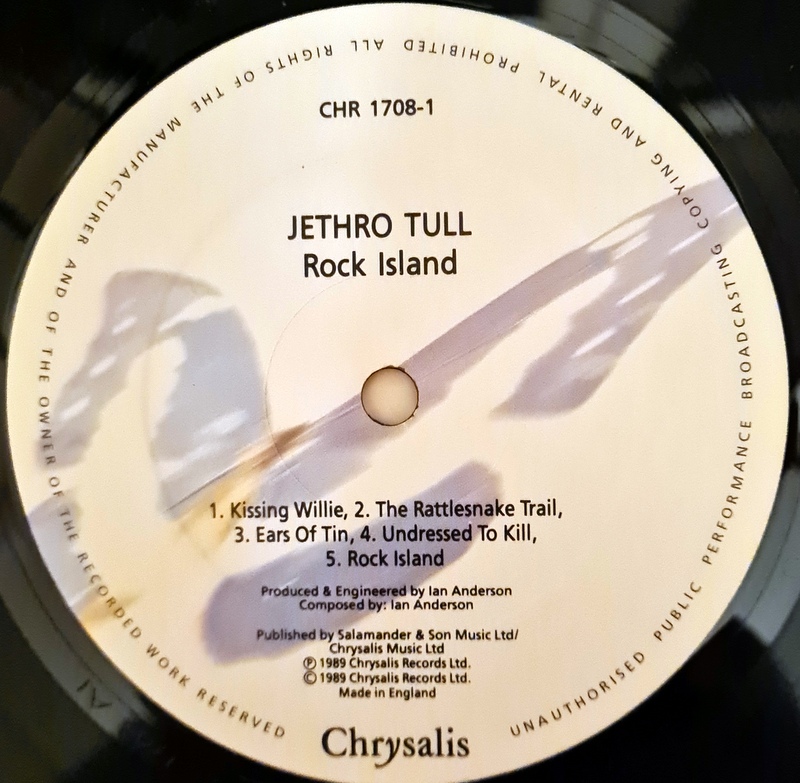 CHR 1708-1
JETHRO TULL
Rock Island
1. Kissing Willie, 2. The Rattlesnake Trail,
3. Ears Of Tin, 4. Undressed To Kill,
5. Rock Island
Produced & Engineered by Ian Anderson
Composed by: Ian Anderson
Published by Salamander & Son Music Ltd/
Chrysalis Music Ltd
Ⓟ 1989 Chrysalis Records Ltd.
© 1989 Chrysalis Records Ltd.
Made in England
Chrysalis
UNAUTHORISED PUBLIC PERFORMANCE BROADCASTING COPYING AND RENTAL PROHIBITED ALL RIGHTS OF THE MANUFACTURER AND OF THE OWNER OF THE RECORDED WORK RESERVED